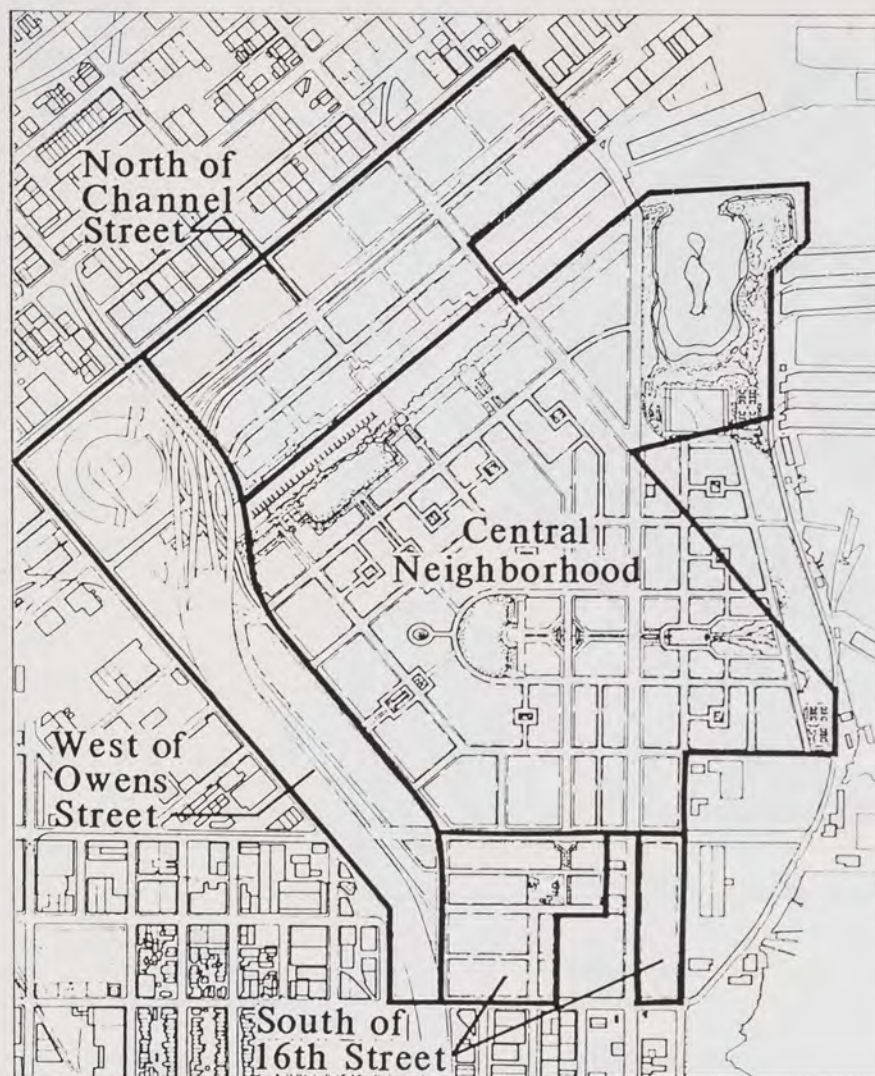 North of
Channel
Street
Central
Neighborhood
West of
Owens
Street
South of
16th Street